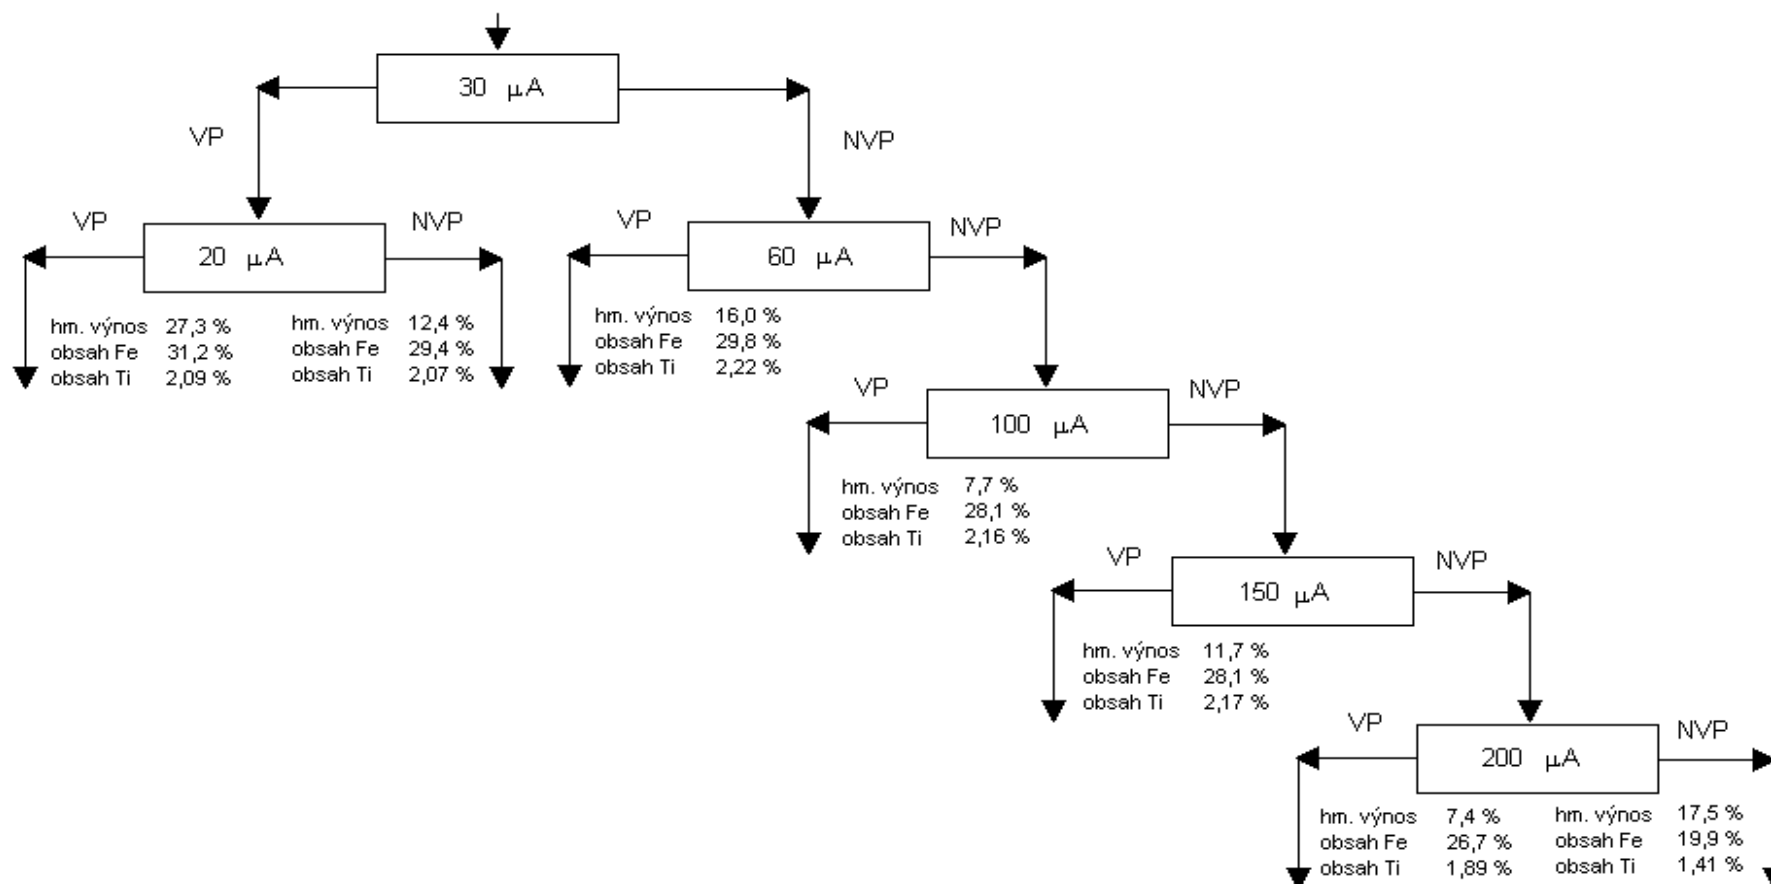 30 μA
VP
NVP
VP
20 μA
NVP
VP
60 μA
NVP
hm. výnos 27,3 %
obsah Fe 31,2 %
obsah Ti 2,09 %
hm. výnos 12,4 %
obsah Fe 29,4 %
obsah Ti 2,07 %
hm. výnos 16,0 %
obsah Fe 29,8 %
obsah Ti 2,22 %
VP
100 μA
NVP
hm. výnos 7,7 %
obsah Fe 28,1 %
obsah Ti 2,16 %
VP
150 μA
NVP
hm. výnos 11,7 %
obsah Fe 28,1 %
obsah Ti 2,17 %
VP
200 μA
NVP
hm. výnos 7,4 %
obsah Fe 26,7 %
obsah Ti 1,89 %
hm. výnos 17,5 %
obsah Fe 19,9 %
obsah Ti 1,41 %